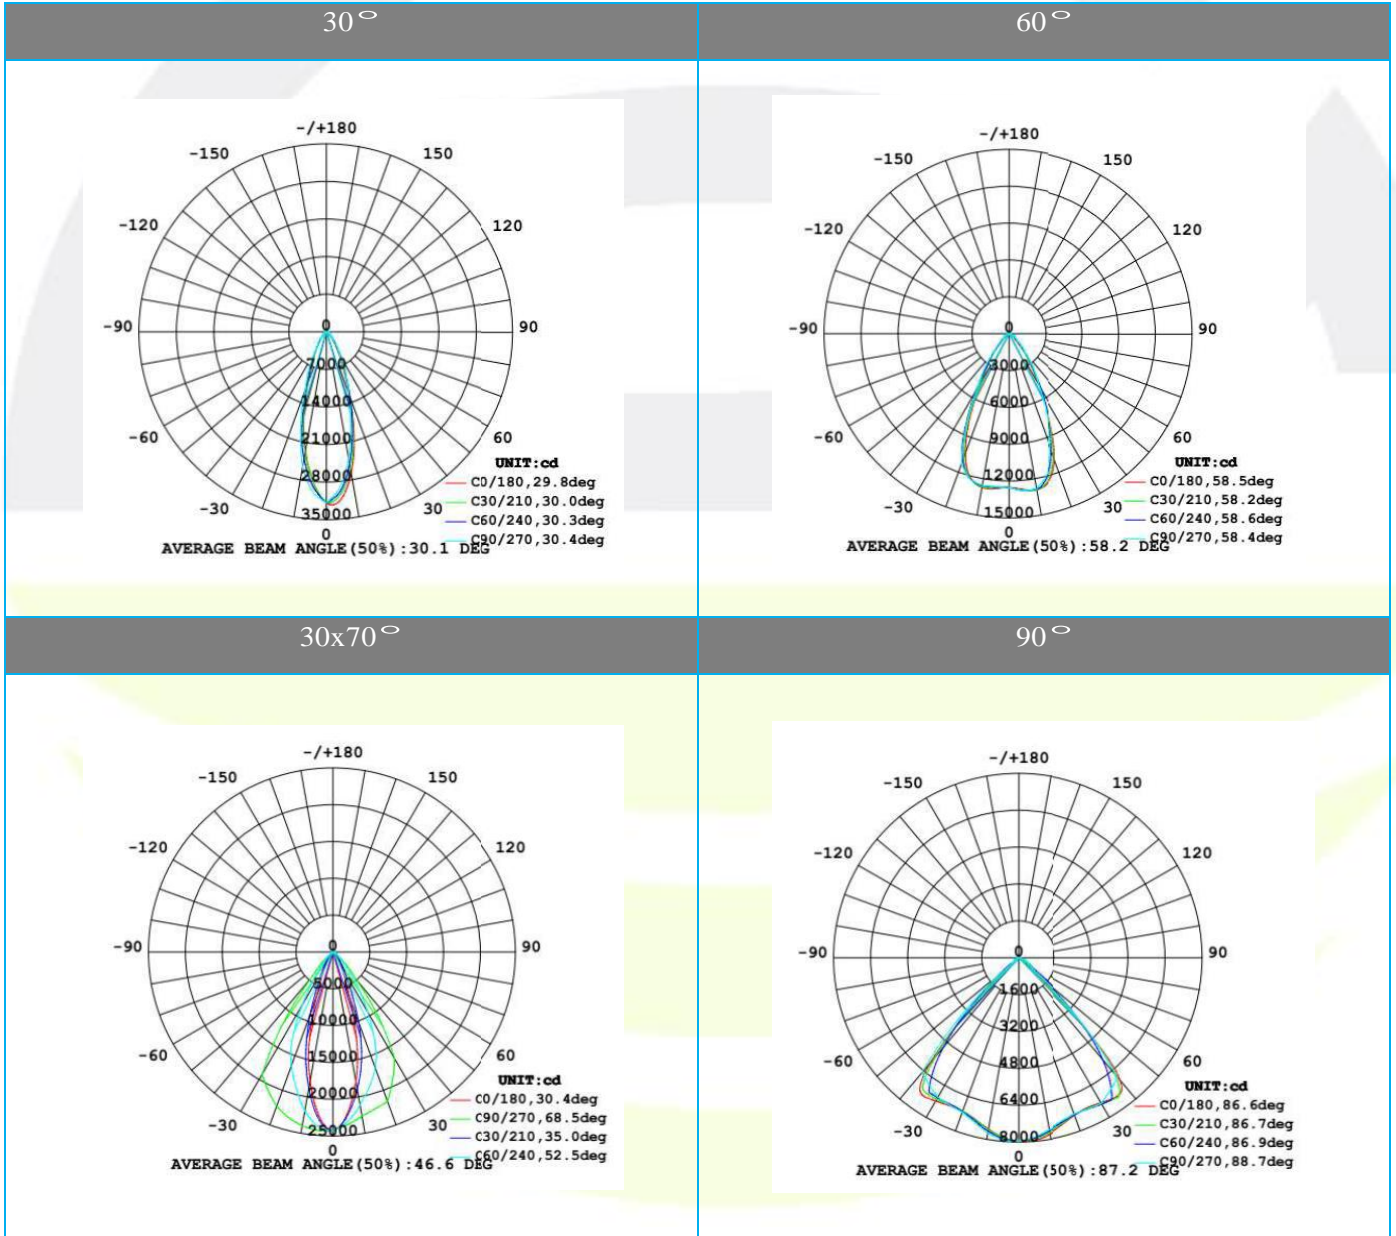 30°
-/+180
-150 150
-120 120
-90 0 90
7000
14000
-60 21000 60
UNIT:cd
28000
C0/180,29.8deg
-30 35000 30 C30/210,30.0deg
0 C60/240,30.3deg
C90/270,30.4deg
AVERAGE BEAM ANGLE(50%):30.1 DEG
60°
-/+180
-150 150
-120 120
-90 0 90
3000
6000
-60 9000 60
UNIT:cd
12000
C0/180,58.5deg
-30 15000 30 C30/210,58.2deg
0 C60/240,58.6deg
C90/270,58.4deg
AVERAGE BEAM ANGLE(50%):58.2 DEG
30x70°
-/+180
-150 150
-120 120
-90 0 90
5000
10000
-60 15000 60
UNIT:cd
20000
C0/180,30.4deg
-30 25000 30 C90/270,68.5deg
0 C30/210,35.0deg
C60/240,52.5deg
AVERAGE BEAM ANGLE(50%):46.6 DEG
90°
-/+180
-150 150
-120 120
-90 0 90
1600
3200
-60 4800 60
UNIT:cd
6400
C0/180,86.6deg
-30 8000 30 C30/210,86.7deg
0 C60/240,86.9deg
C90/270,88.7deg
AVERAGE BEAM ANGLE(50%):87.2 DEG